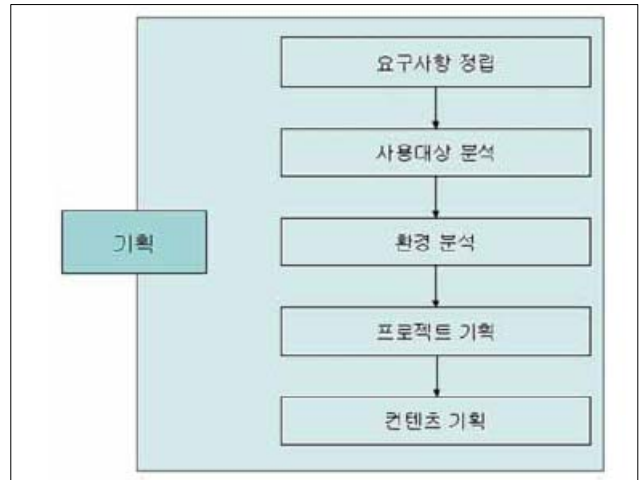 요구사항 정립
사용대상 분석
기획
환경 분석
프로젝트 기획
컨텐츠 기획